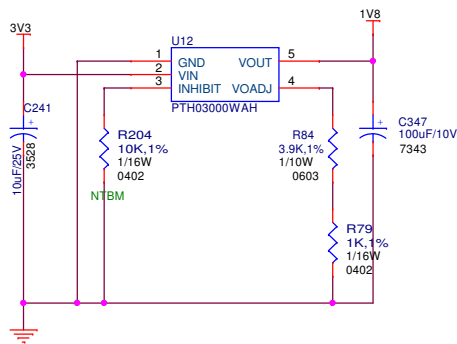 3V3
1V8
U12
1 GND VOUT 5
2 VIN
3 INHIBIT VOADJ 4
PTH03000WAH
C241
10uF/25V
3528
R204
10K,1%
1/16W
0402
NTBM
R84
3.9K,1%
1/10W
0603
C347
100uF/10V
7343
R79
1K,1%
1/16W
0402